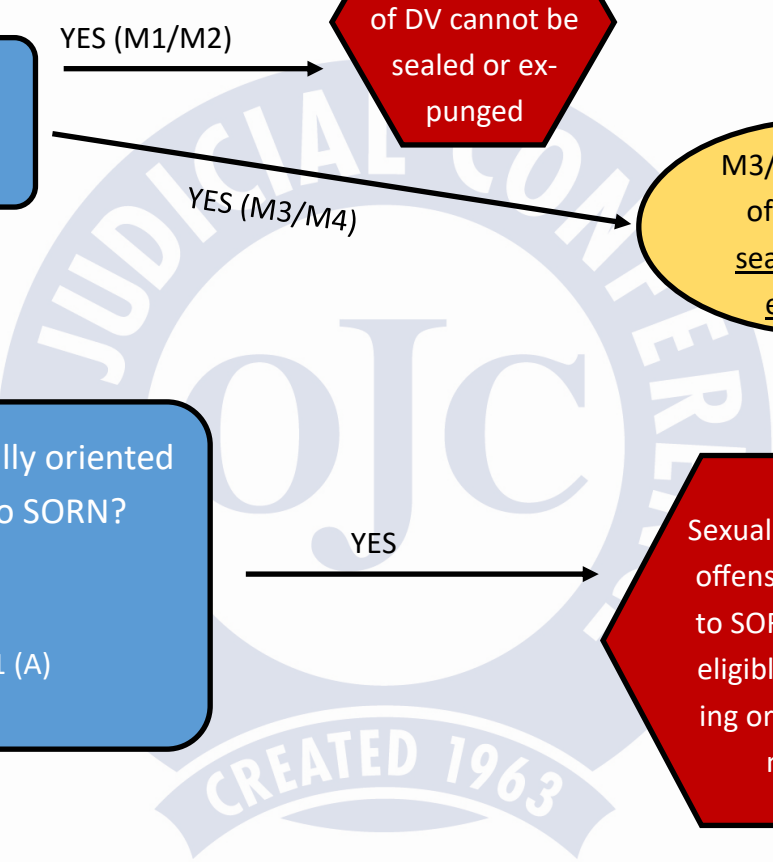 YES (M1/M2)
of DV cannot be
sealed or ex-
punged
YES (M3/M4)
M3/
of
sea
e
lly oriented
o SORN?
YES
1 (A)
Sexual
offens
to SOR
eligibl
ing or
r
JUDICIAL CONFERENCE
OJC
CREATED 1963